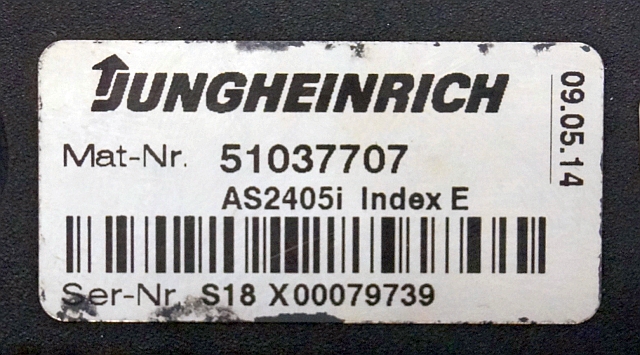 JUNGHEINRICH
09.05.14
Mat-Nr. 51037707
AS2405i Index E
Ser-Nr. S18 X00079739